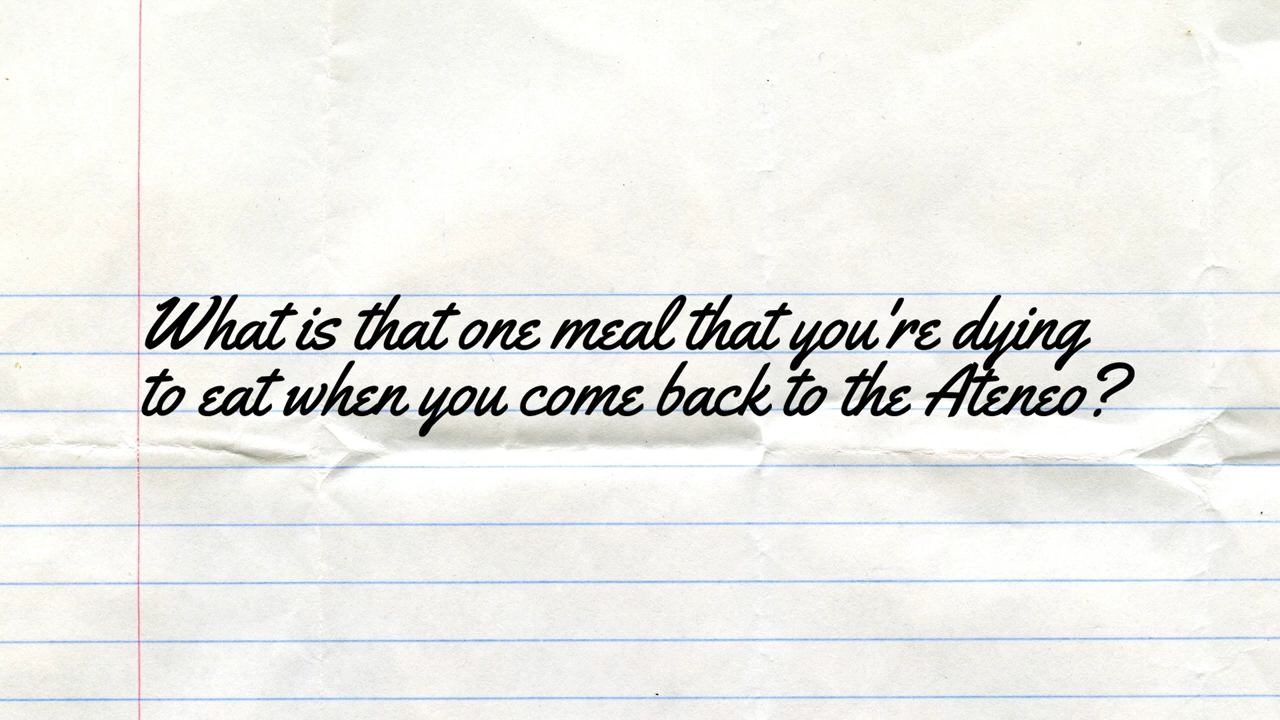 What is that one meal that you're dying
to eat when you come back to the Ateneo?